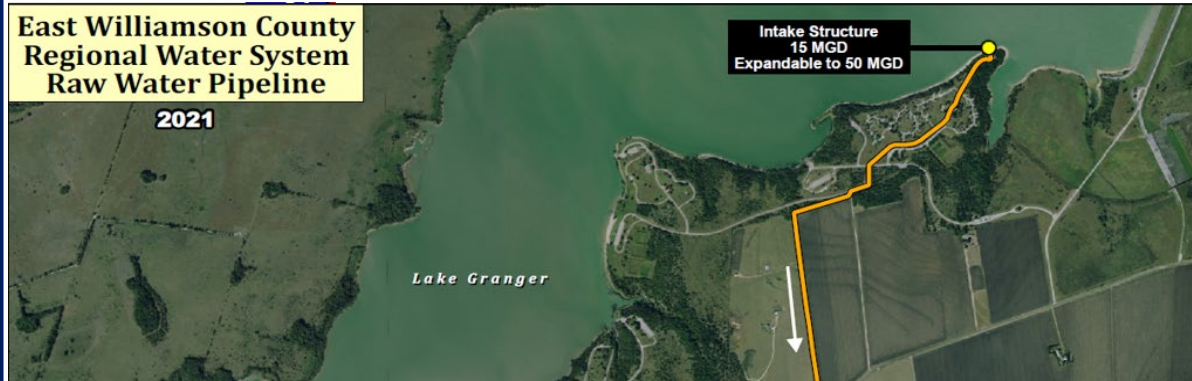 East Williamson County
Regional Water System
Raw Water Pipeline
2021
Intake Structure
15 MGD
Expandable to 50 MGD
Lake Granger